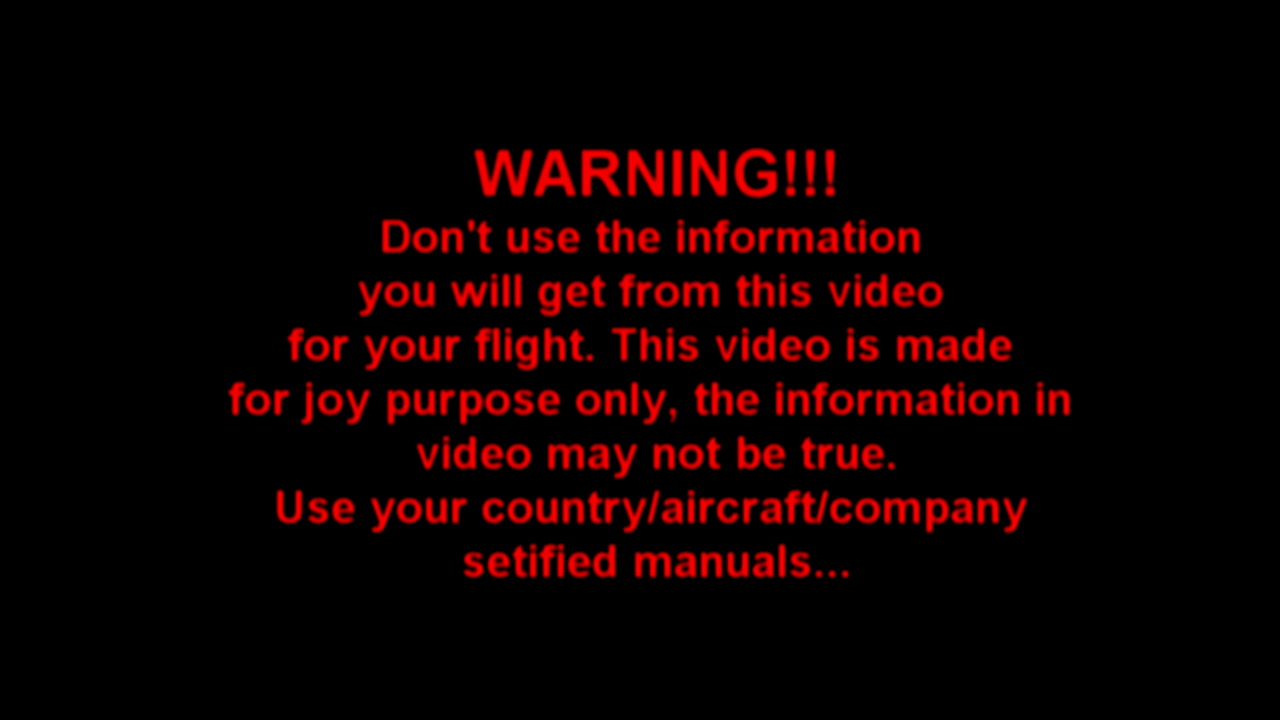 WARNING!!!
Don't use the information
you will get from this video
for your flight. This video is made
for joy purpose only, the information in
video may not be true.
Use your country/aircraft/company
setified manuals...